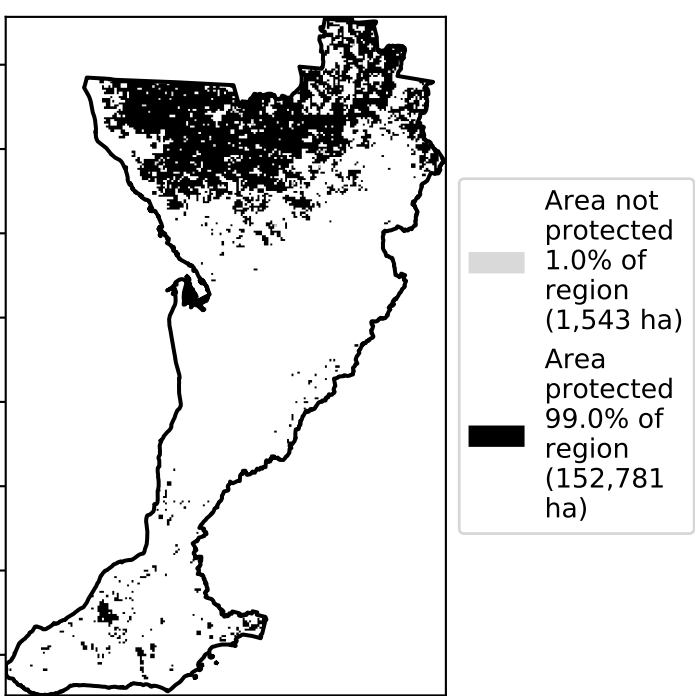 Area not
protected
1.0% of
region
(1,543 ha)
Area
protected
99.0% of
region
(152,781
ha)